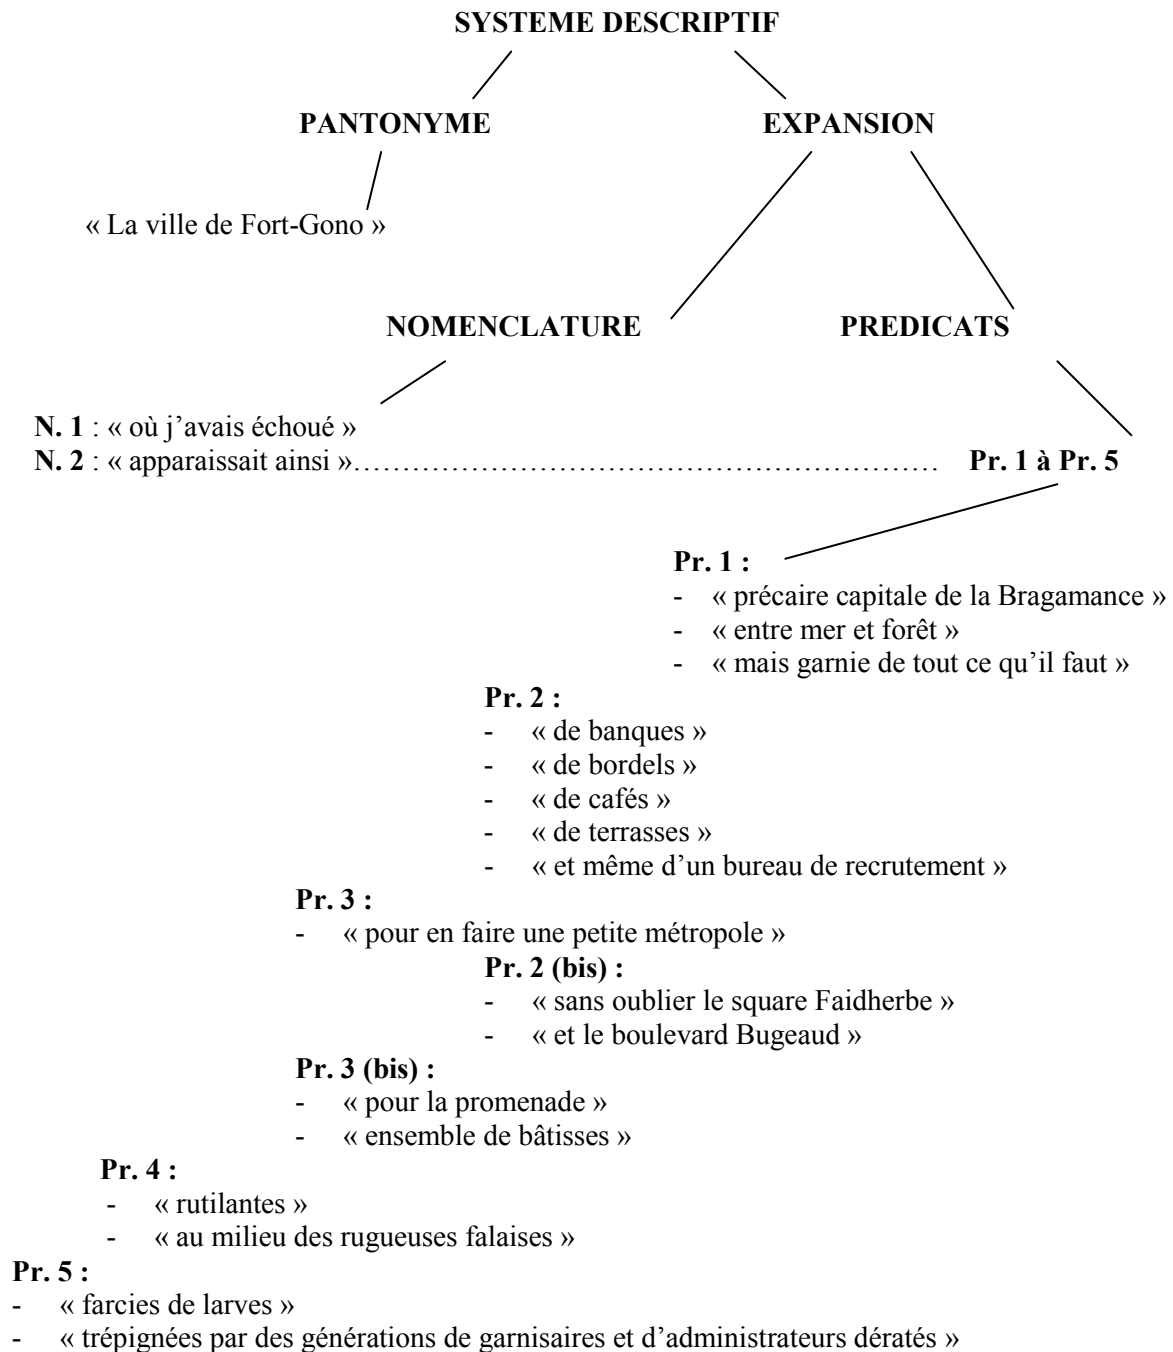 SYSTEME DESCRIPTIF
PANTONYME EXPANSION
« La ville de Fort-Gono »
NOMENCLATURE PREDICATS
N. 1 : « où j’avais échoué »
N. 2 : « apparaissait ainsi »………………………………………………… Pr. 1 à Pr. 5
Pr. 1 :
- « précaire capitale de la Bragamance »
- « entre mer et forêt »
- « mais garnie de tout ce qu’il faut »
Pr. 2 :
- « de banques »
- « de bordels »
- « de cafés »
- « de terrasses »
- « et même d’un bureau de recrutement »
Pr. 3 :
- « pour en faire une petite métropole »
Pr. 2 (bis) :
- « sans oublier le square Faidherbe »
- « et le boulevard Bugeaud »
Pr. 3 (bis) :
- « pour la promenade »
- « ensemble de bâtisses »
Pr. 4 :
- « rutilantes »
- « au milieu des rugueuses falaises »
Pr. 5 :
- « farcies de larves »
- « trépignées par des générations de garnisaires et d’administrateurs dératés »